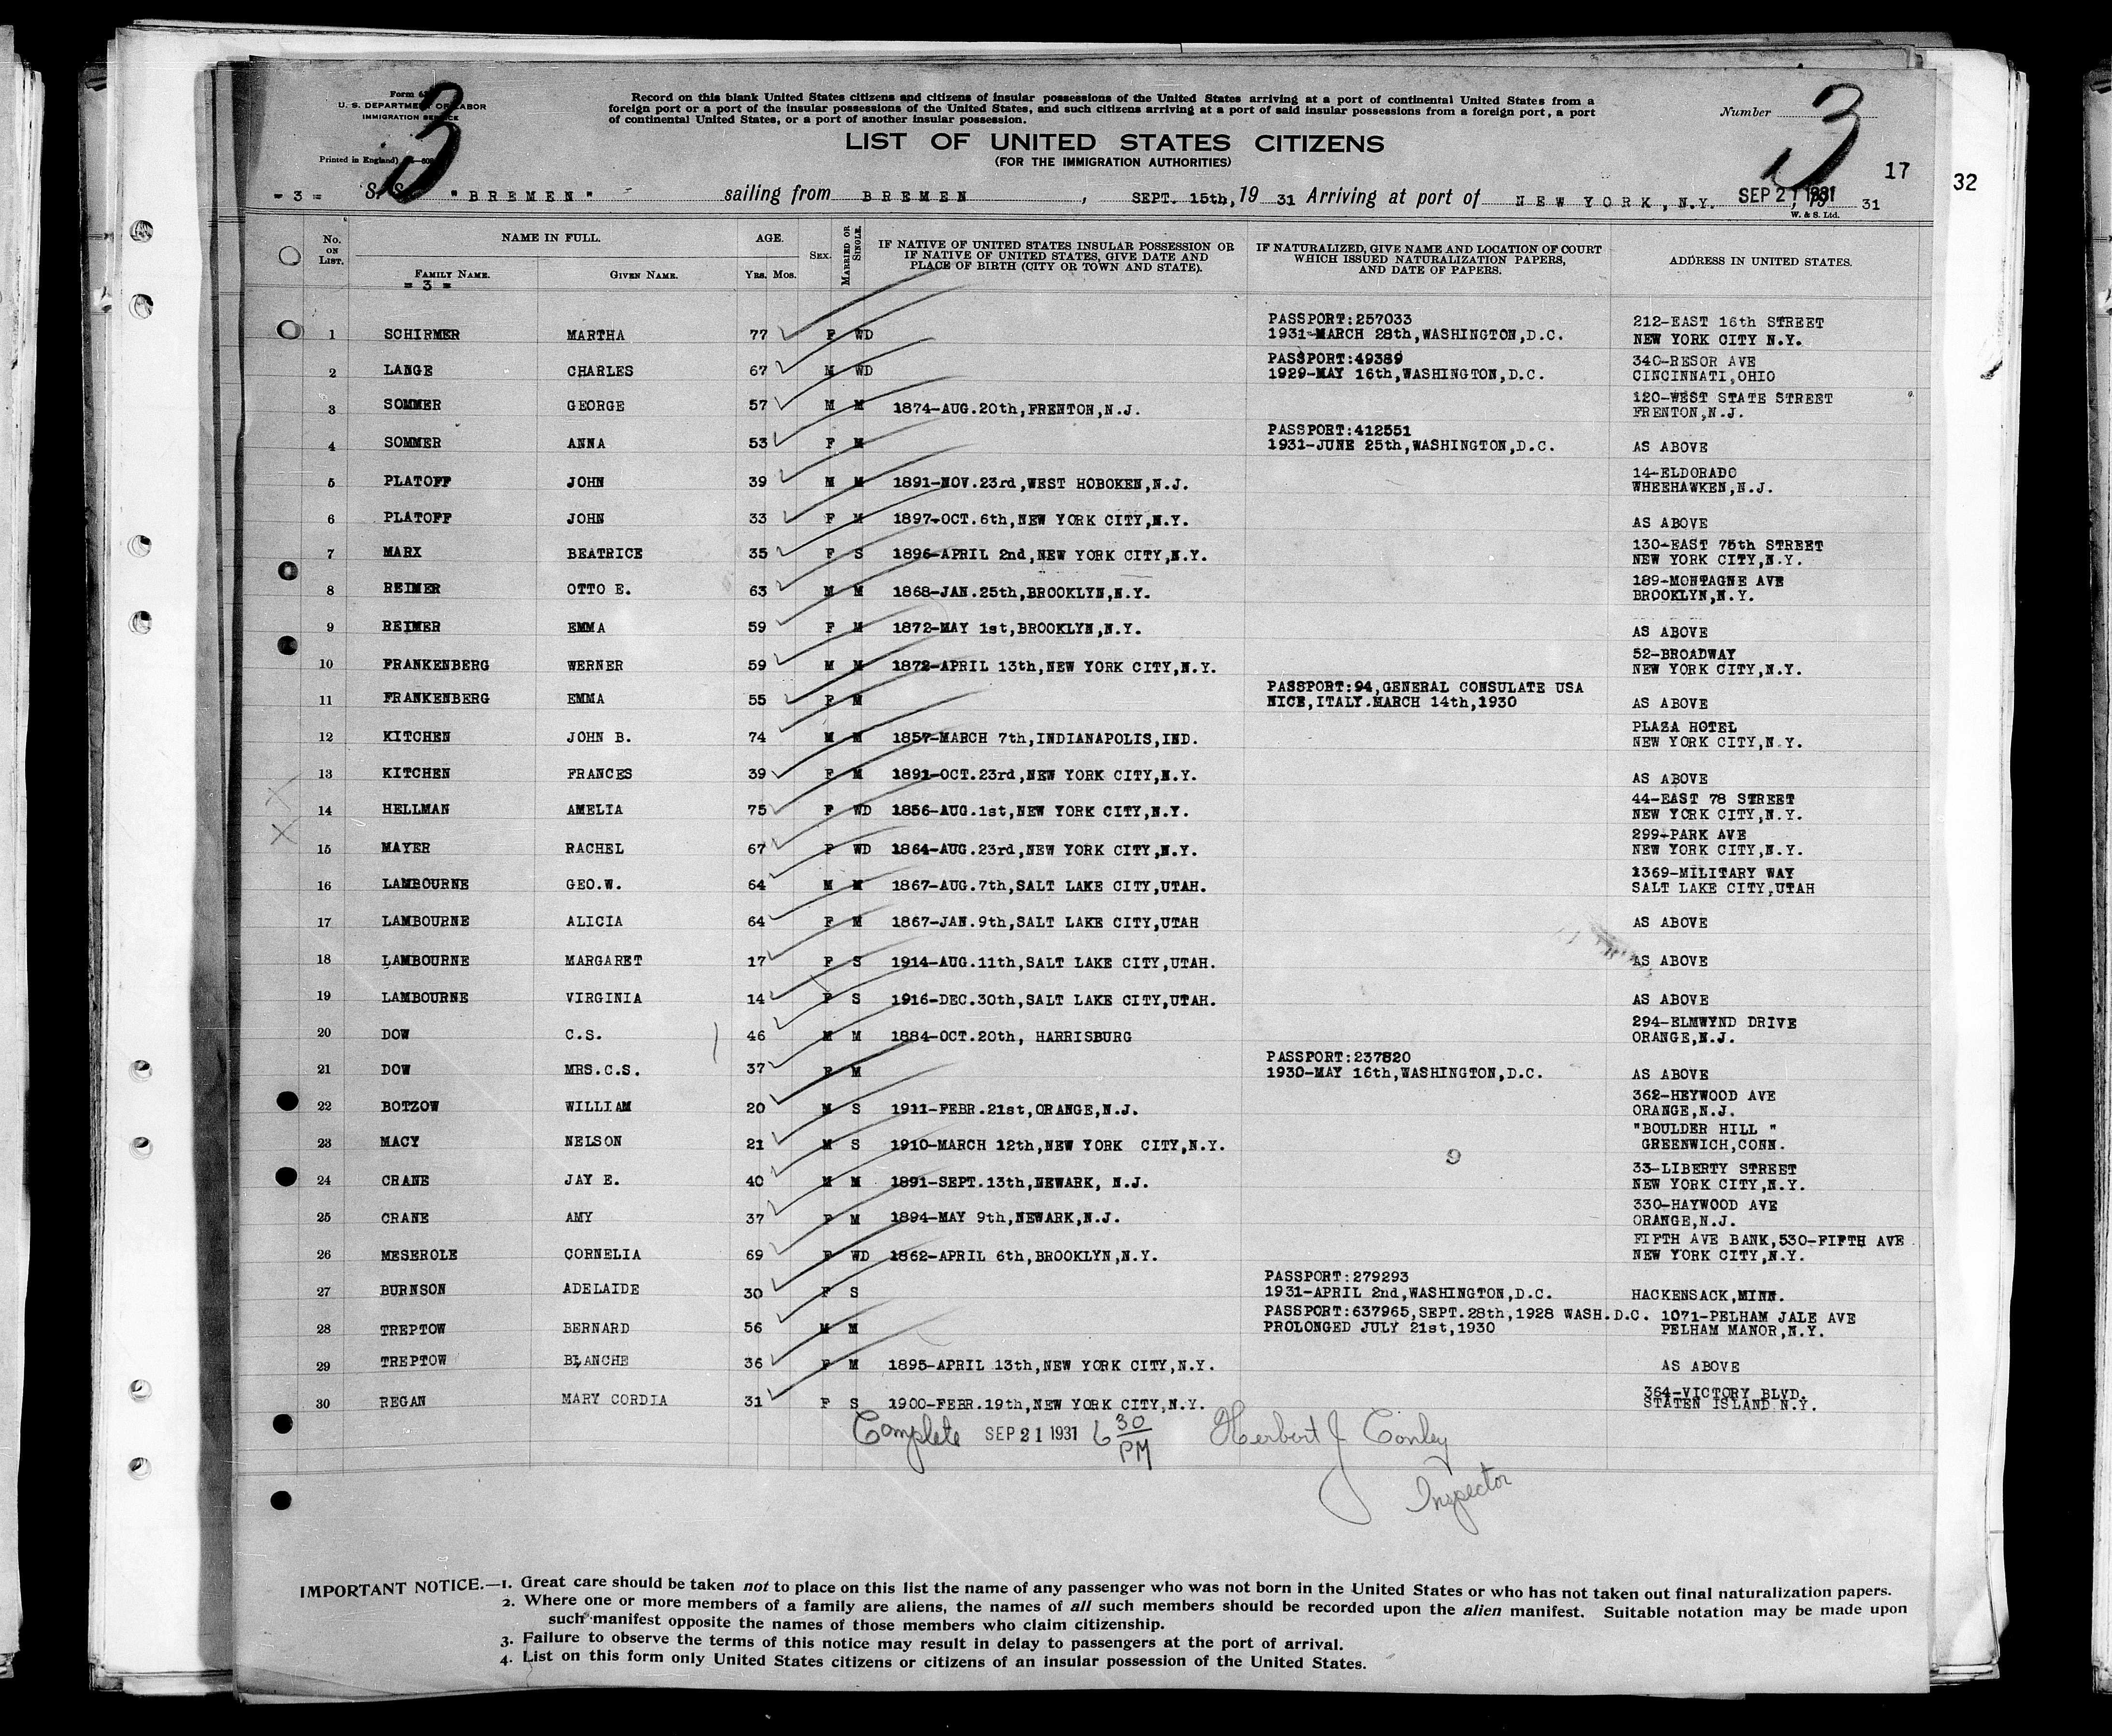 Form 6
U. S. DEPARTMENT OF LABOR
IMMIGRATION SERVICE
Printed in England)
3
Record on this blank United States citizens and citizens of insular possessions of the United States arriving at a port of continental United States from a
foreign port or a port of the insular possessions of the United States, and such citizens arriving at a port of said insular possessions from a foreign port, a port
of continental United States, or a port of another insular possession.
Number 3
LIST OF UNITED STATES CITIZENS
(FOR THE IMMIGRATION AUTHORITIES)
17
32
= 3 = S. S. "BREMEN" sailing from BREMEN, SEPT. 15th, 19 31 Arriving at port of NEW YORK, N.Y. SEP 21 1931, 19 31
W. & S. Ltd.
No. ON LIST. NAME IN FULL. AGE. SEX. MARRIED OR SINGLE. IF NATIVE OF UNITED STATES INSULAR POSSESSION OR IF NATIVE OF UNITED STATES, GIVE DATE AND PLACE OF BIRTH (CITY OR TOWN AND STATE). IF NATURALIZED, GIVE NAME AND LOCATION OF COURT WHICH ISSUED NATURALIZATION PAPERS, AND DATE OF PAPERS. ADDRESS IN UNITED STATES.
FAMILY NAME. GIVEN NAME. Yrs. Mos.
= 3 =
1 SCHIRMER MARTHA 77 F WD PASSPORT:257033 1931-MARCH 28th,WASHINGTON,D.C. 212-EAST 16th STREET NEW YORK CITY N.Y.
2 LANGE CHARLES 67 M WD PASSPORT:49389 1929-MAY 16th,WASHINGTON,D.C. 340-RESOR AVE CINCINNATI,OHIO
3 SOMMER GEORGE 57 M M 1874-AUG.20th,FRENTON,N.J. 120-WEST STATE STREET FRENTON,N.J.
4 SOMMER ANNA 53 F M PASSPORT:412551 1931-JUNE 25th,WASHINGTON,D.C. AS ABOVE
5 PLATOFF JOHN 39 M M 1891-NOV.23rd,WEST HOBOKEN,N.J. 14-ELDORADO WHEEHAWKEN,N.J.
6 PLATOFF JOHN 33 F M 1897-OCT.6th,NEW YORK CITY,N.Y. AS ABOVE
7 MARX BEATRICE 35 F S 1896-APRIL 2nd,NEW YORK CITY,N.Y. 130-EAST 75th STREET NEW YORK CITY,N.Y.
8 REIMER OTTO E. 63 M M 1868-JAN.25th,BROOKLYN,N.Y. 189-MONTAGNE AVE BROOKLYN,N.Y.
9 REIMER EMMA 59 F M 1872-MAY 1st,BROOKLYN,N.Y. AS ABOVE
10 FRANKENBERG WERNER 59 M M 1872-APRIL 13th,NEW YORK CITY,N.Y. 52-BROADWAY NEW YORK CITY,N.Y.
11 FRANKENBERG EMMA 55 F M PASSPORT:94,GENERAL CONSULATE USA NICE,ITALY.MARCH 14th,1930 AS ABOVE
12 KITCHEN JOHN B. 74 M M 1857-MARCH 7th,INDIANAPOLIS,IND. PLAZA HOTEL NEW YORK CITY,N.Y.
13 KITCHEN FRANCES 39 F M 1891-OCT.23rd,NEW YORK CITY,N.Y. AS ABOVE
14 HELLMAN AMELIA 75 F WD 1856-AUG.1st,NEW YORK CITY,N.Y. 44-EAST 78 STREET NEW YORK CITY,N.Y.
15 MAYER RACHEL 67 F WD 1864-AUG.23rd,NEW YORK CITY,N.Y. 299-PARK AVE NEW YORK CITY,N.Y.
16 LAMBOURNE GEO.W. 64 M M 1867-AUG.7th,SALT LAKE CITY,UTAH. 1369-MILITARY WAY SALT LAKE CITY,UTAH
17 LAMBOURNE ALICIA 64 F M 1867-JAN.9th,SALT LAKE CITY,UTAH AS ABOVE
18 LAMBOURNE MARGARET 17 F S 1914-AUG.11th,SALT LAKE CITY,UTAH. AS ABOVE
19 LAMBOURNE VIRGINIA 14 F S 1916-DEC.30th,SALT LAKE CITY,UTAH. AS ABOVE
20 DOW C.S. 46 M M 1884-OCT.20th, HARRISBURG 294-ELMWYND DRIVE ORANGE,N.J.
21 DOW MRS.C.S. 37 F M PASSPORT:237820 1930-MAY 16th,WASHINGTON,D.C. AS ABOVE
22 BOTZOW WILLIAM 20 M S 1911-FEBR.21st,ORANGE,N.J. 362-HEYWOOD AVE ORANGE,N.J.
23 MACY NELSON 21 M S 1910-MARCH 12th,NEW YORK CITY,N.Y. "BOULDER HILL " GREENWICH,CONN.
24 CRANE JAY E. 40 M M 1891-SEPT.13th,NEWARK, N.J. 33-LIBERTY STREET NEW YORK CITY,N.Y.
25 CRANE AMY 37 F M 1894-MAY 9th,NEWARK,N.J. 330-HAYWOOD AVE ORANGE,N.J.
26 MESEROLE CORNELIA 69 F WD 1862-APRIL 6th,BROOKLYN,N.Y. FIFTH AVE BANK,530-FIFTH AVE NEW YORK CITY,N.Y.
27 BURNSON ADELAIDE 30 F S PASSPORT:279293 1931-APRIL 2nd,WASHINGTON,D.C. HACKENSACK,MINN.
28 TREPTOW BERNARD 56 M M PASSPORT:637965,SEPT.28th,1928 WASH.D.C. PROLONGED JULY 21st,1930 1071-PELHAM JALE AVE PELHAM MANOR,N.Y.
29 TREPTOW BLANCHE 36 F M 1895-APRIL 13th,NEW YORK CITY,N.Y. AS ABOVE
30 REGAN MARY CORDIA 31 F S 1900-FEBR.19th,NEW YORK CITY,N.Y. 364-VICTORY BLVD. STATEN ISLAND N.Y.
Complete SEP 21 1931 6 30 PM Herbert J Conley
Inspector
IMPORTANT NOTICE.—1. Great care should be taken not to place on this list the name of any passenger who was not born in the United States or who has not taken out final naturalization papers.
2. Where one or more members of a family are aliens, the names of all such members should be recorded upon the alien manifest. Suitable notation may be made upon
such manifest opposite the names of those members who claim citizenship.
3. Failure to observe the terms of this notice may result in delay to passengers at the port of arrival.
4. List on this form only United States citizens or citizens of an insular possession of the United States.